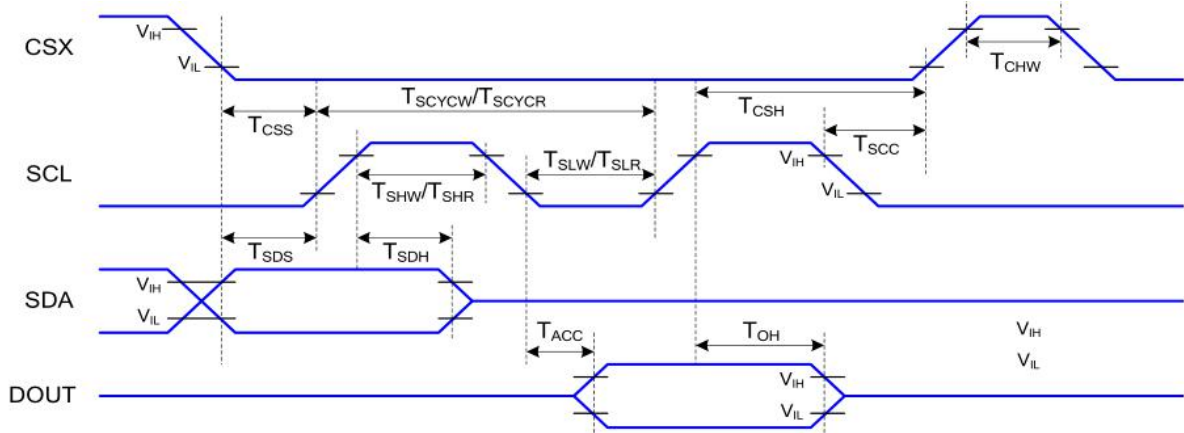 CSX
VIH
VIL
TCHW
TSCYCW/TSCYCR
TCSS
TCSH
TSCC
SCL
TSLW/TSLR
VIH
TSHW/TSHR
VIL
TSDS
TSDH
SDA
VIH
VIL
VIH
TACC
TOH
VIL
DOUT
VIH
VIL